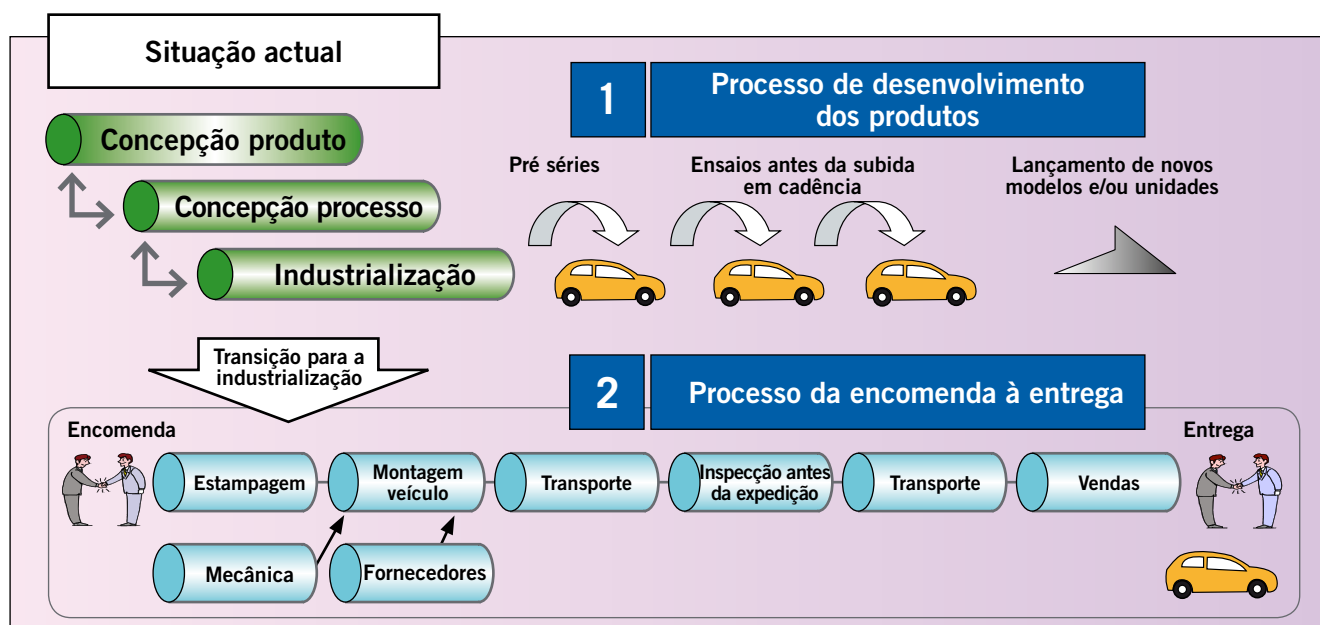 Situação actual
1
Processo de desenvolvimento
dos produtos
Concepção produto
Concepção processo
Industrialização
Pré séries
Ensaios antes da subida
em cadência
Lançamento de novos
modelos e/ou unidades
Transição para a
industrialização
2
Processo da encomenda à entrega
Encomenda
Entrega
Estampagem
Montagem
veículo
Transporte
Inspecção antes
da expedição
Transporte
Vendas
Mecânica
Fornecedores